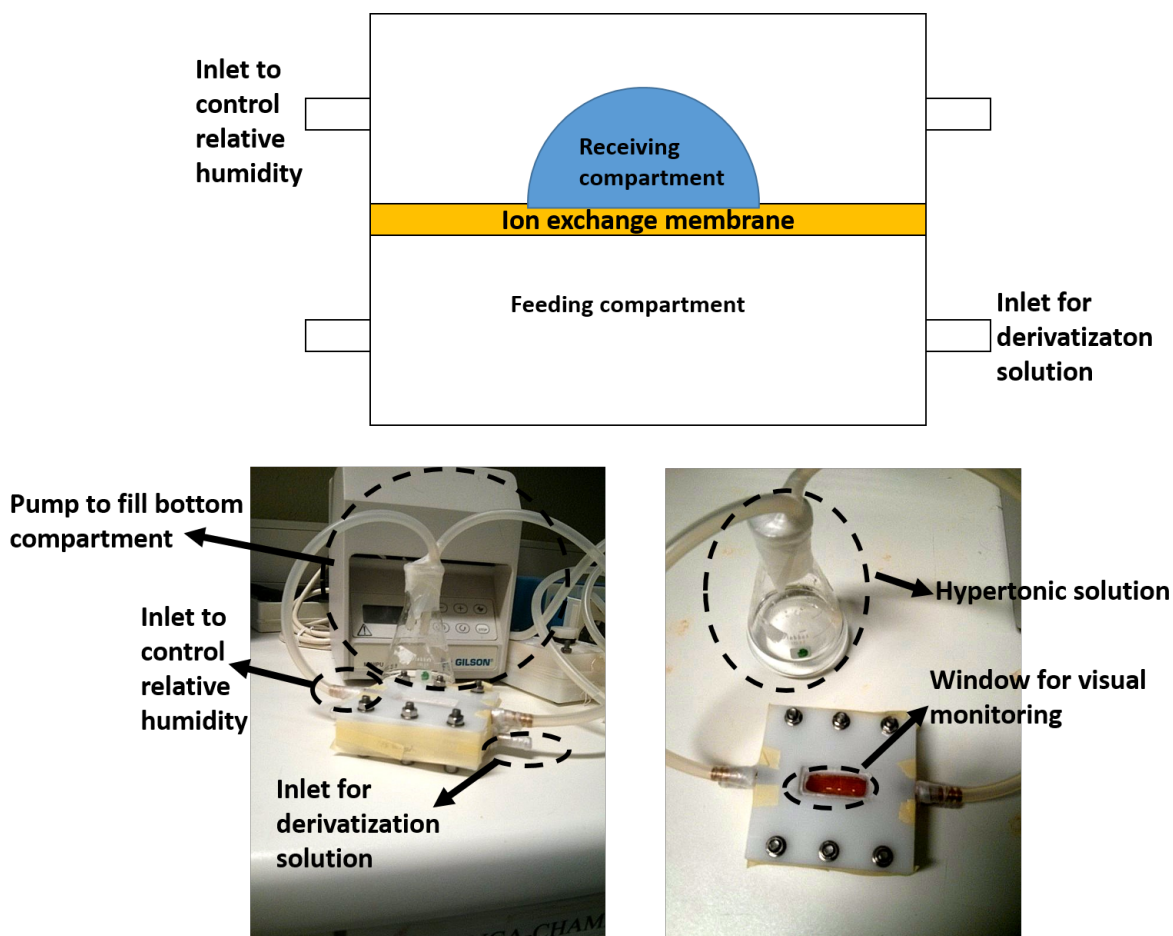 Inlet to
control
relative
humidity
Receiving
compartment
Ion exchange membrane
Feeding compartment
Inlet for
derivatizaton
solution
Pump to fill bottom
compartment
Inlet to
control
relative
humidity
GILSON
Inlet for
derivatization
solution
Hypertonic solution
Window for visual
monitoring